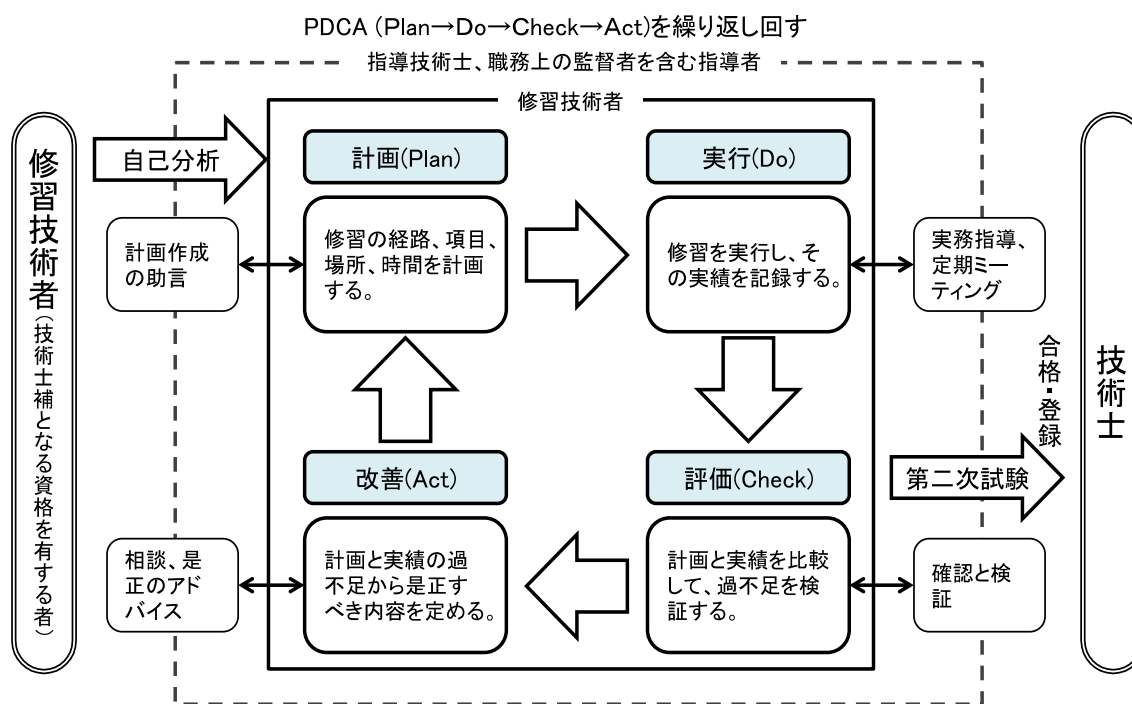 PDCA (Plan→Do→Check→Act)を繰り返し回す
指導技術士、職務上の監督者を含む指導者
修習技術者
修習技術者(技術士補となる資格を有する者)
自己分析
計画(Plan)
修習の経路、項目、
場所、時間を計画
する。
計画作成
の助言
実行(Do)
修習を実行し、そ
の実績を記録する。
実務指導、
定期ミー
ティング
改善(Act)
計画と実績の過
不足から是正す
べき内容を定める。
相談、是
正のアド
バイス
評価(Check)
計画と実績を比較
して、過不足を検
証する。
確認と検
証
第二次試験
合格・登録
技術士